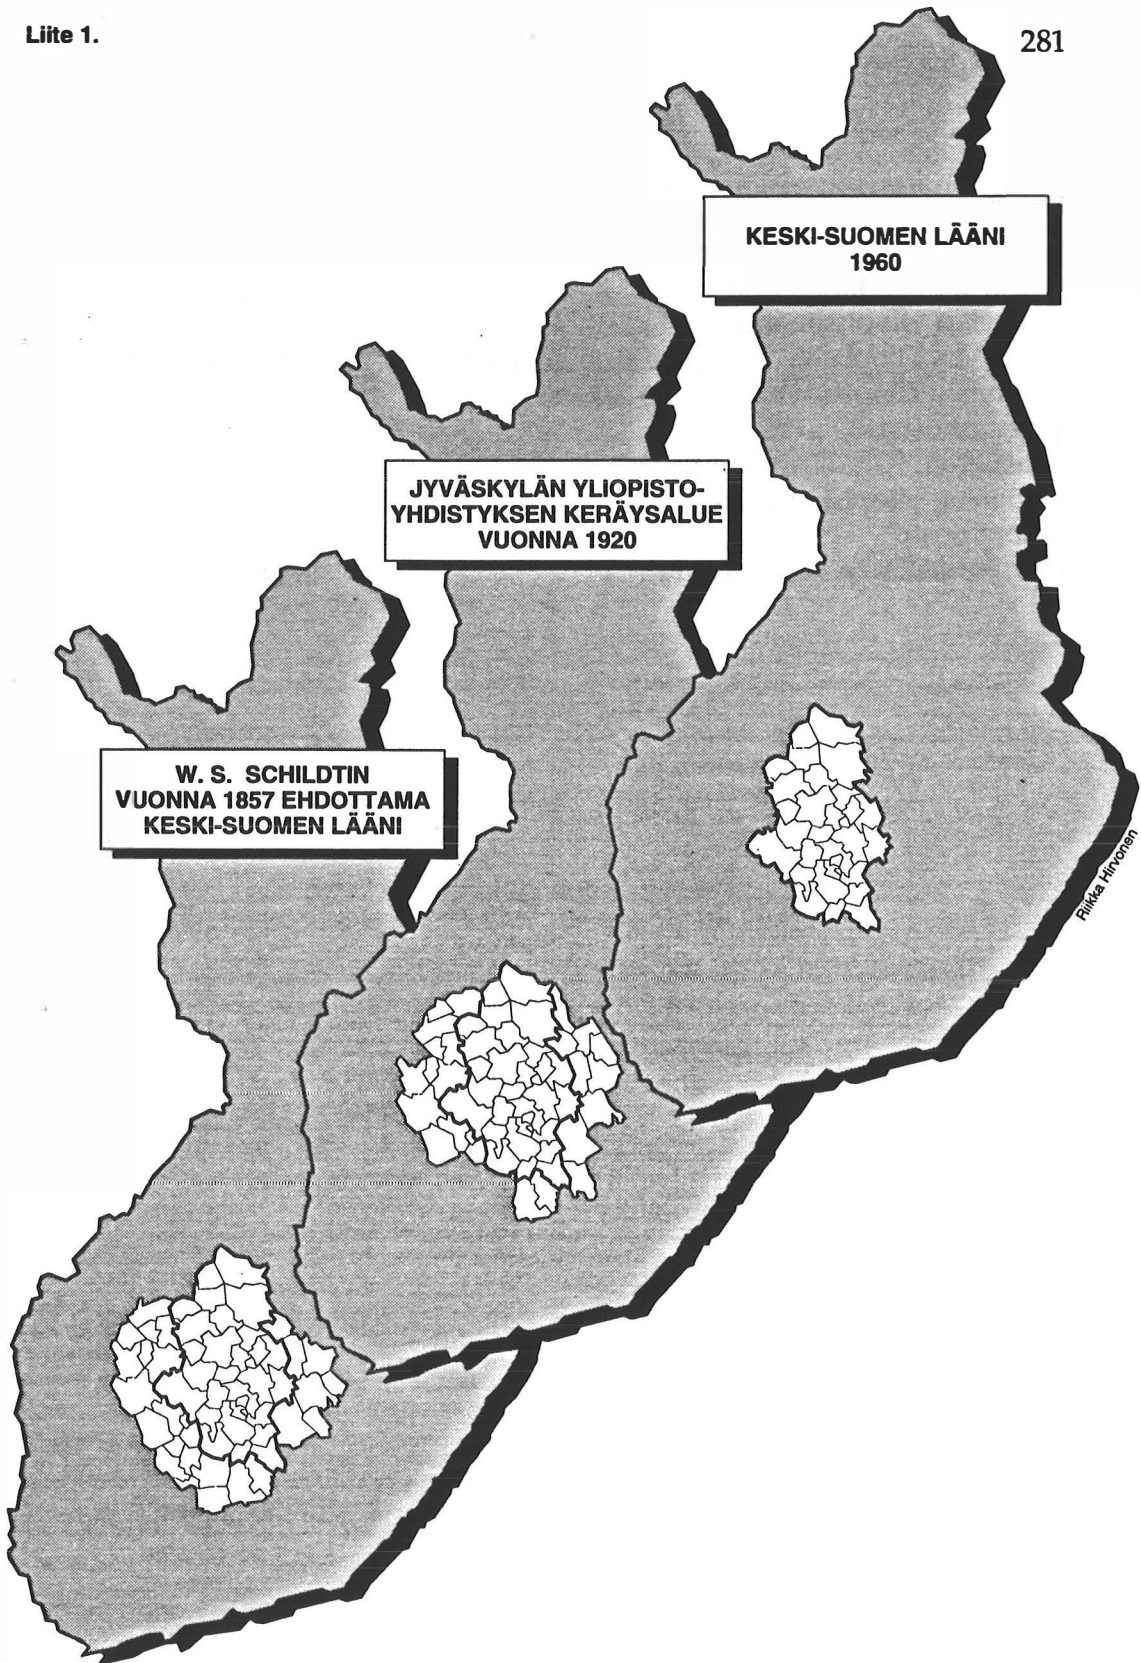 Liite 1.
281
KESKI-SUOMEN LÄÄNI
1960
JYVÄSKYLÄN YLIOPISTO-
YHDISTYKSEN KERÄYSALUE
VUONNA 1920
W. S. SCHILDTIN
VUONNA 1857 EHDOTTAMA
KESKI-SUOMEN LÄÄNI
Riikka Hirvonen